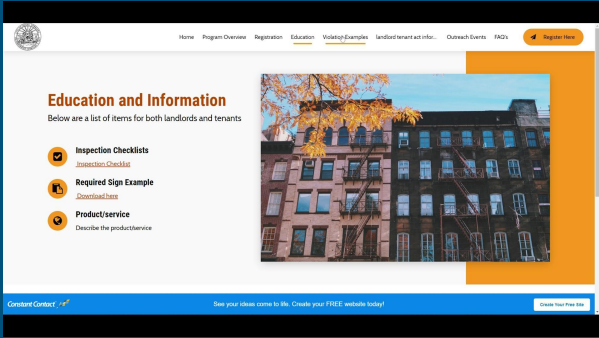 Home Program Overview Registration Education Violation Examples landlord tenant act infor... Outreach Events FAQ's Register Here
Education and Information
Below are a list of items for both landlords and tenants
Inspection Checklists
Inspection Checklist
Required Sign Example
Download here
Product/service
Describe the product/service
Constant Contact See your ideas come to life. Create your FREE website today! Create Your Free Site